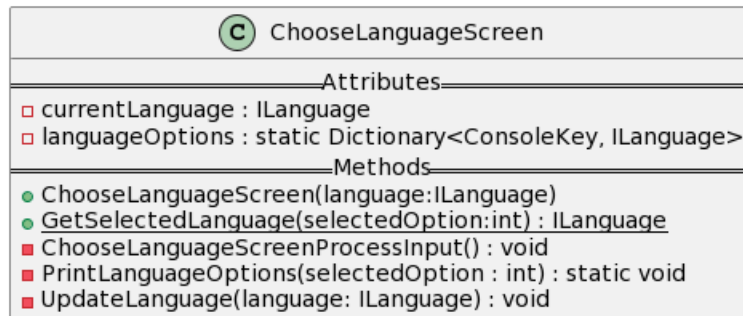 C ChooseLanguageScreen
Attributes
currentLanguage : ILanguage
languageOptions : static Dictionary<ConsoleKey, ILanguage>
Methods
ChooseLanguageScreen(language:ILanguage)
GetSelectedLanguage(selectedOption:int) : ILanguage
ChooseLanguageScreenProcessInput() : void
PrintLanguageOptions(selectedOption : int) : static void
UpdateLanguage(language: ILanguage) : void